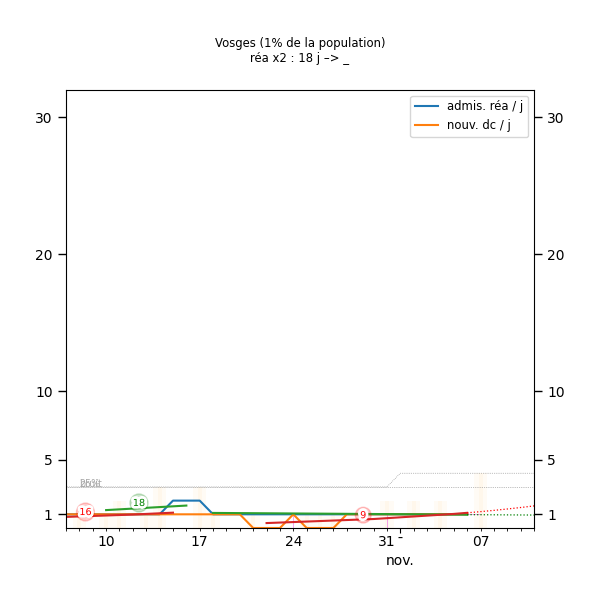 Vosges (1% de la population)
réa x2 : 18 j –> _
admis. réa / j
nouv. dc / j
30 30
20 20
10 10
5 5
18
16
9
1 1
10 17 24 31 - 07
nov.